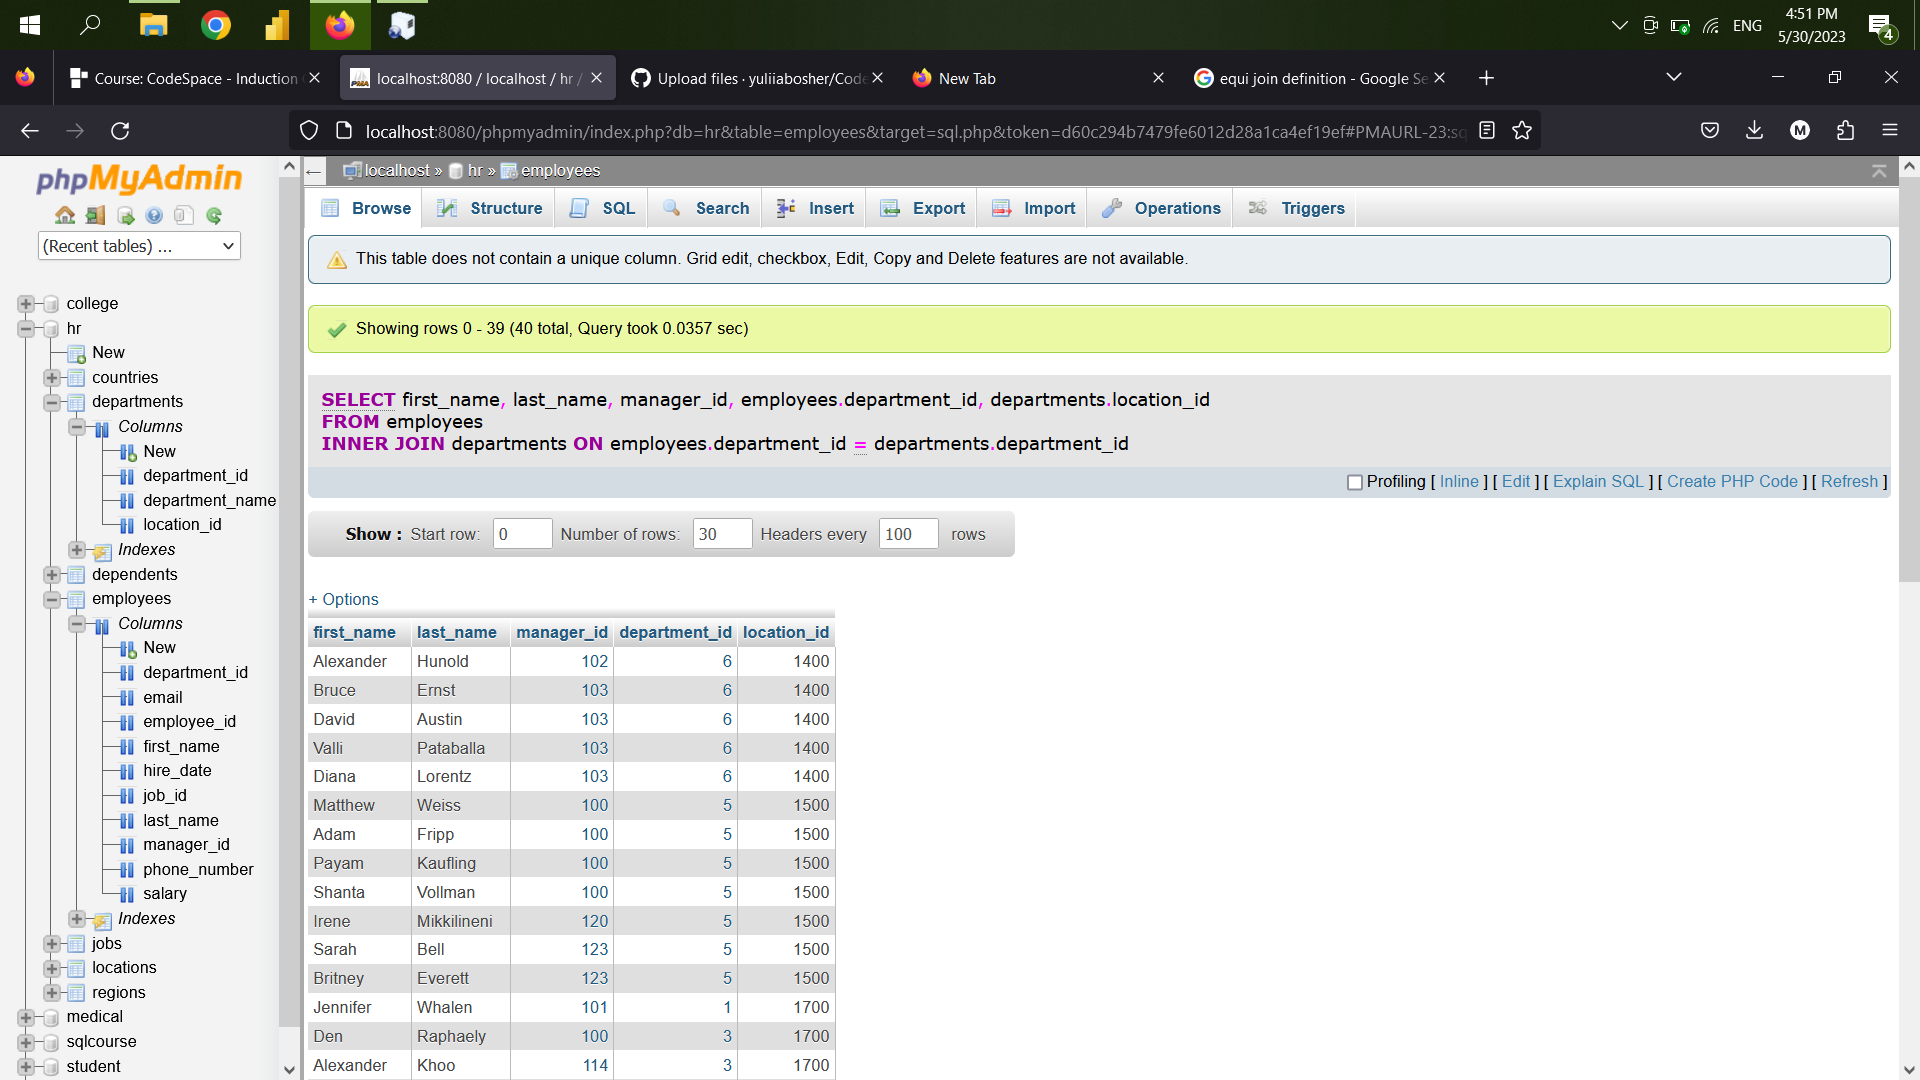 ENG
4:51 PM
5/30/2023
4
Course: CodeSpace - Induction
localhost:8080 / localhost / hr /
Upload files · yuliiabosher/Code
New Tab
equi join definition - Google Se
localhost:8080/phpmyadmin/index.php?db=hr&table=employees&target=sql.php&token=d60c294b7479fe6012d28a1ca4ef19ef#PMAURL-23:sq
M
phpMyAdmin
(Recent tables) ...
college
hr
New
countries
departments
Columns
New
department_id
department_name
location_id
Indexes
dependents
employees
Columns
New
department_id
email
employee_id
first_name
hire_date
job_id
last_name
manager_id
phone_number
salary
Indexes
jobs
locations
regions
medical
sqlcourse
student
localhost » hr » employees
Browse Structure SQL Search Insert Export Import Operations Triggers
This table does not contain a unique column. Grid edit, checkbox, Edit, Copy and Delete features are not available.
Showing rows 0 - 39 (40 total, Query took 0.0357 sec)
SELECT first_name, last_name, manager_id, employees.department_id, departments.location_id
FROM employees
INNER JOIN departments ON employees.department_id = departments.department_id
Profiling [ Inline ] [ Edit ] [ Explain SQL ] [ Create PHP Code ] [ Refresh ]
Show : Start row: 0 Number of rows: 30 Headers every 100 rows
+ Options
first_name last_name manager_id department_id location_id
Alexander Hunold 102 6 1400
Bruce Ernst 103 6 1400
David Austin 103 6 1400
Valli Pataballa 103 6 1400
Diana Lorentz 103 6 1400
Matthew Weiss 100 5 1500
Adam Fripp 100 5 1500
Payam Kaufling 100 5 1500
Shanta Vollman 100 5 1500
Irene Mikkilineni 120 5 1500
Sarah Bell 123 5 1500
Britney Everett 123 5 1500
Jennifer Whalen 101 1 1700
Den Raphaely 100 3 1700
Alexander Khoo 114 3 1700